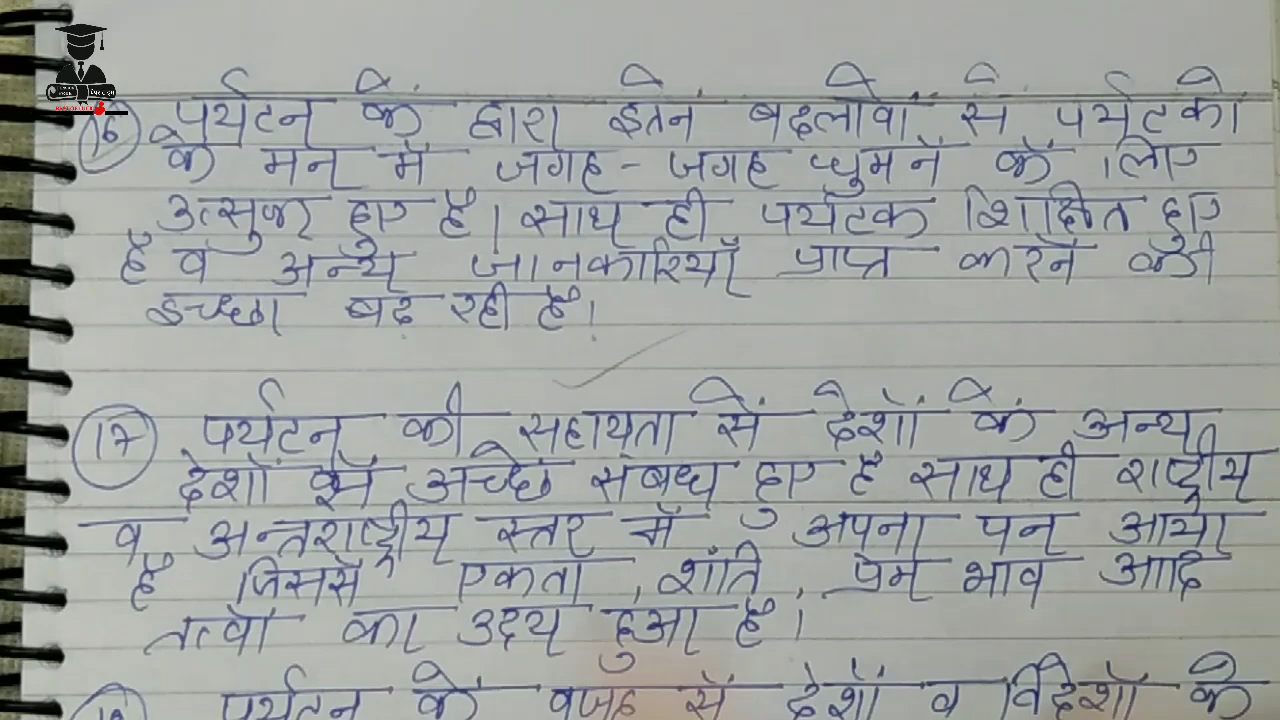 16 पर्यटन के द्वारा इतने बदलावों से पर्यटकों
के मन में जगह - जगह घुमने के लिए
उत्सुक हुए है। साथ ही पर्यटक शिक्षित हुए
है व अन्य जानकारियाँ प्राप्त करने की
इच्छा बढ़ रही है।
17 पर्यटन की सहायता से देशों के अन्य
देशों में अच्छे संबंध हुए है साथ ही राष्ट्रीय
व अन्तराष्ट्रीय स्तर में अपना पन आया
है जिससे एकता, शांति, प्रेम भाव आदि
तत्वों का उदय हुआ है।
पर्यटन के वजह से देशों व विदेशों के